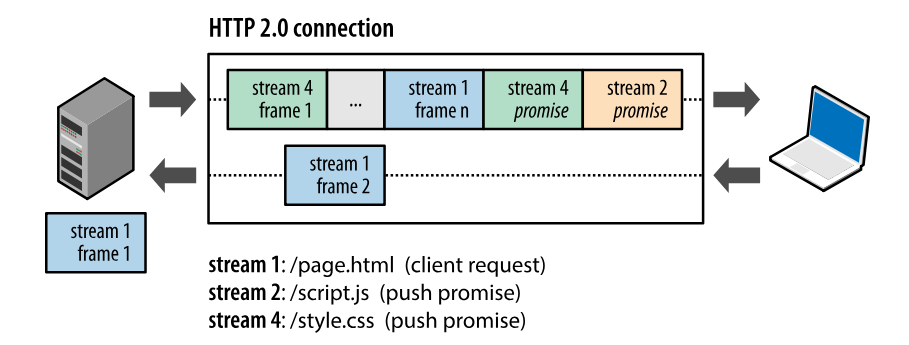 HTTP 2.0 connection
stream 4
frame 1
...
stream 1
frame n
stream 4
promise
stream 2
promise
stream 1
frame 2
stream 1
frame 1
stream 1: /page.html (client request)
stream 2: /script.js (push promise)
stream 4: /style.css (push promise)